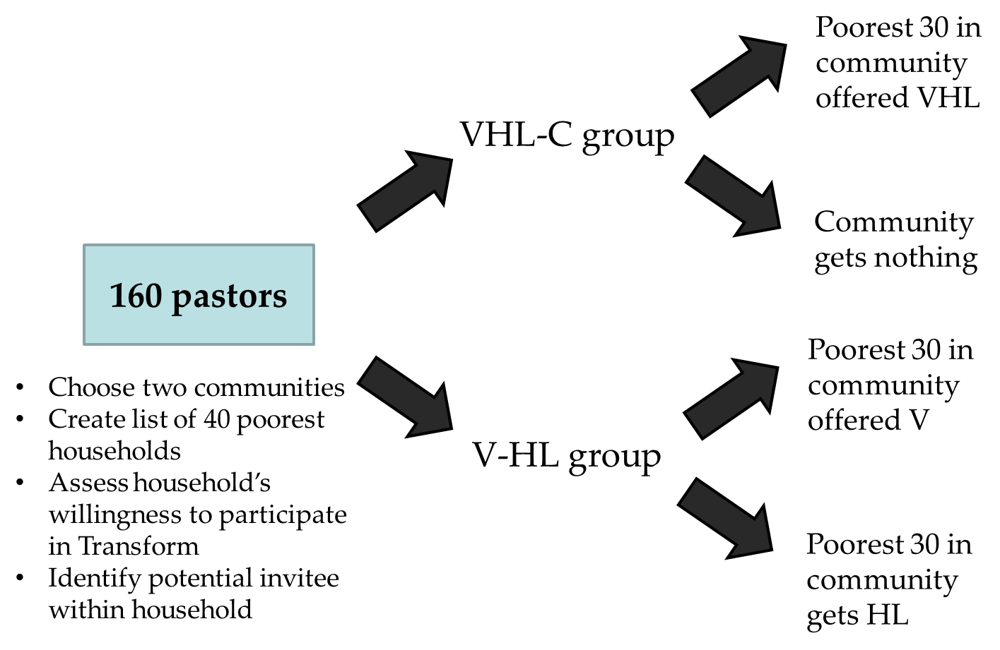 160 pastors
• Choose two communities
• Create list of 40 poorest
households
• Assess household’s
willingness to participate
in Transform
• Identify potential invitee
within household
VHL-C group
Poorest 30 in
community
offered VHL
Community
gets nothing
V-HL group
Poorest 30 in
community
offered V
Poorest 30 in
community
gets HL